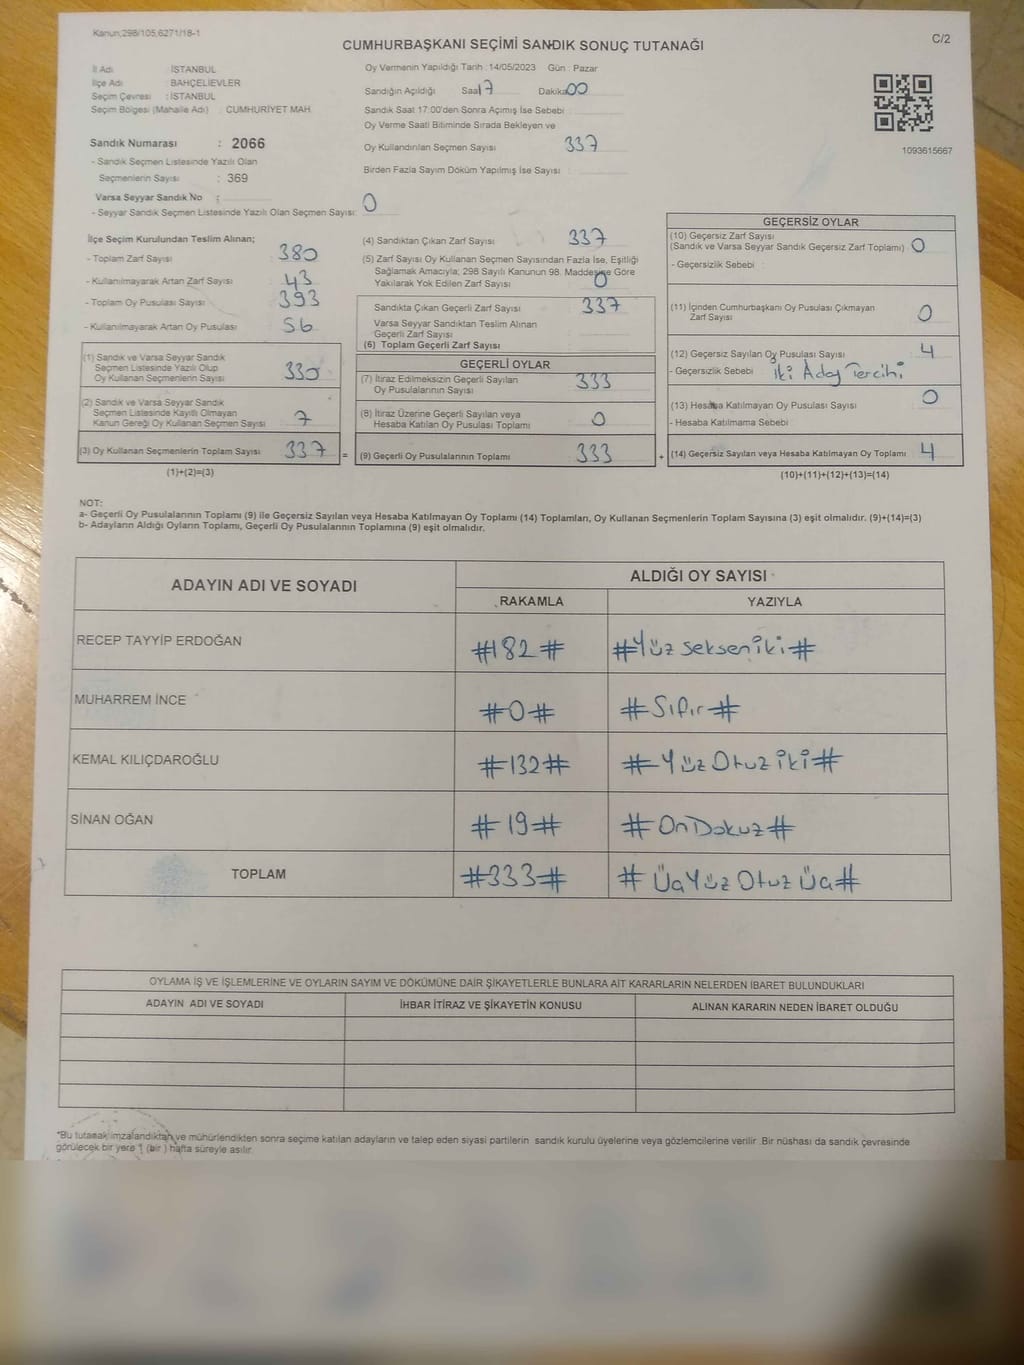 Kanun;298/105,6271/18-1
C/2
CUMHURBAŞKANI SEÇİMİ SANDIK SONUÇ TUTANAĞI
İl Adı : İSTANBUL
İlçe Adı : BAHÇELİEVLER
Seçim Çevresi : İSTANBUL
Seçim Bölgesi (Mahalle Adı) : CUMHURİYET MAH.
Sandık Numarası : 2066
- Sandık Seçmen Listesinde Yazılı Olan
Seçmenlerin Sayısı : 369
Varsa Seyyar Sandık No :
- Seyyar Sandık Seçmen Listesinde Yazılı Olan Seçmen Sayısı: 0
Oy Vermenin Yapıldığı Tarih : 14/05/2023 Gün : Pazar
Sandığın Açıldığı Saat 17 Dakika 00
Sandık Saat 17:00'den Sonra Açımış İse Sebebi :
Oy Verme Saati Bitiminde Sırada Bekleyen ve
Oy Kullandırılan Seçmen Sayısı 337
Birden Fazla Sayım Döküm Yapılmış İse Sayısı :
1093615667
İlçe Seçim Kurulundan Teslim Alınan;
- Toplam Zarf Sayısı 380
- Kullanılmayarak Artan Zarf Sayısı : 43
- Toplam Oy Pusulası Sayısı : 393
- Kullanılmayarak Artan Oy Pusulası : 56
(1) Sandık ve Varsa Seyyar Sandık
Seçmen Listesinde Yazılı Olup
Oy Kullanan Seçmenlerin Sayısı 330
(2) Sandık ve Varsa Seyyar Sandık
Seçmen Listesinde Kayıtlı Olmayan
Kanun Gereği Oy Kullanan Seçmen Sayısı 7
(3) Oy Kullanan Seçmenlerin Toplam Sayısı 337 =
(1)+(2)=(3)
(4) Sandıktan Çıkan Zarf Sayısı 337
(5) Zarf Sayısı Oy Kullanan Seçmen Sayısından Fazla İse, Eşitliği
Sağlamak Amacıyla; 298 Sayılı Kanunun 98. Maddesine Göre
Yakılarak Yok Edilen Zarf Sayısı 0
Sandıkta Çıkan Geçerli Zarf Sayısı 337
Varsa Seyyar Sandıktan Teslim Alınan
Geçerli Zarf Sayısı
(6) Toplam Geçerli Zarf Sayısı
GEÇERLİ OYLAR
(7) İtiraz Edilmeksizin Geçerli Sayılan
Oy Pusulalarının Sayısı 333
(8) İtiraz Üzerine Geçerli Sayılan veya
Hesaba Katılan Oy Pusulası Toplamı 0
(9) Geçerli Oy Pusulalarının Toplamı 333 +
GEÇERSİZ OYLAR
(10) Geçersiz Zarf Sayısı
(Sandık ve Varsa Seyyar Sandık Geçersiz Zarf Toplamı) 0
- Geçersizlik Sebebi :
(11) İçinden Cumhurbaşkanı Oy Pusulası Çıkmayan
Zarf Sayısı 0
(12) Geçersiz Sayılan Oy Pusulası Sayısı 4
- Geçersizlik Sebebi İki Aday Tercihi
(13) Hesaba Katılmayan Oy Pusulası Sayısı 0
- Hesaba Katılmama Sebebi
(14) Geçersiz Sayılan veya Hesaba Katılmayan Oy Toplamı 4
(10)+(11)+(12)+(13)=(14)
NOT:
a- Geçerli Oy Pusulalarının Toplamı (9) ile Geçersiz Sayılan veya Hesaba Katılmayan Oy Toplamı (14) Toplamları, Oy Kullanan Seçmenlerin Toplam Sayısına (3) eşit olmalıdır. (9)+(14)=(3)
b- Adayların Aldığı Oyların Toplamı, Geçerli Oy Pusulalarının Toplamına (9) eşit olmalıdır.
ADAYIN ADI VE SOYADI
ALDIĞI OY SAYISI
RAKAMLA YAZIYLA
RECEP TAYYİP ERDOĞAN #182# #Yüz Seksen iki#
MUHARREM İNCE #0# #Sıfır#
KEMAL KILIÇDAROĞLU #132# #Yüz Otuz iki#
SİNAN OĞAN #19# #On Dokuz#
TOPLAM #333# #Üç Yüz Otuz Üç#
OYLAMA İŞ VE İŞLEMLERİNE VE OYLARIN SAYIM VE DÖKÜMÜNE DAİR ŞİKAYETLERLE BUNLARA AİT KARARLARIN NELERDEN İBARET BULUNDUKLARI
ADAYIN ADI VE SOYADI İHBAR İTİRAZ VE ŞİKAYETİN KONUSU ALINAN KARARIN NEDEN İBARET OLDUĞU
*Bu tutanak imzalandıktan ve mühürlendikten sonra seçime katılan adayların ve talep eden siyasi partilerin sandık kurulu üyelerine veya gözlemcilerine verilir. Bir nüshası da sandık çevresinde
görülecek bir yere 1 (bir ) hafta süreyle asılır.